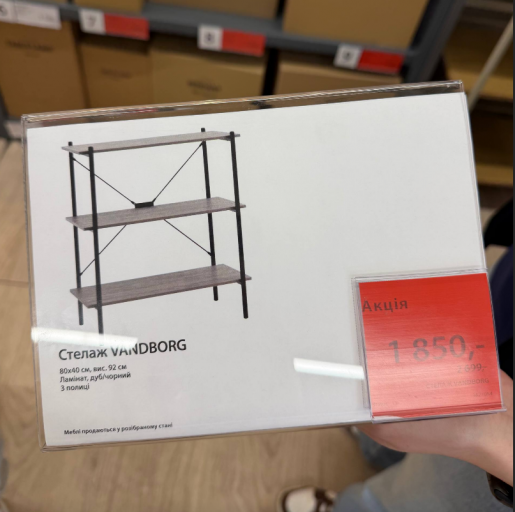 Стелаж VANDBORG
80x40 см, вис. 92 см
Ламінат, дуб/чорний
3 полиці
Меблі продаються у розібраному стані
Акція
1 850,-